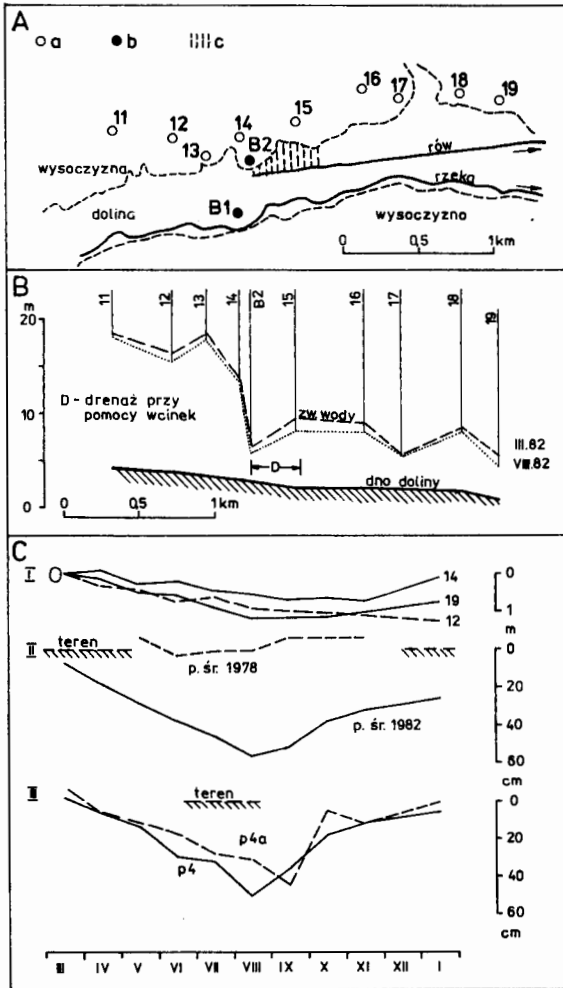 A
a b c
16 17 18 19
15
11 12 14
13 B2
wysoczyzna
rów
rzeka
dolina
B1
wysoczyzna
0 0,5 1km
B
m
11 12 13 14 B2 15 16 17 18 19
20
D - drenaż przy
pomocy wcinek
zw. wody
10
III.82
VIII.82
D
dno doliny
0
0 0,5 1km
C
I
0 0
14
19
1
12
m
II
teren
0
p. śr. 1978
20
p. śr. 1982
40
60
cm
III
teren
0
p4a
20
p4
40
60
cm
III IV V VI VII VIII IX X XI XII I